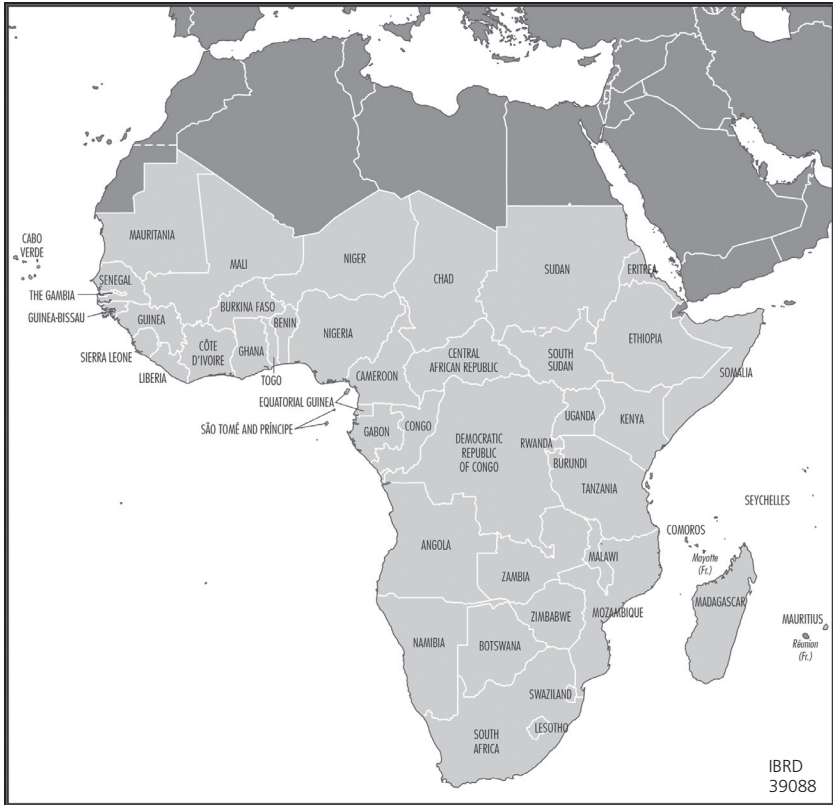 CABO
VERDE
MAURITANIA
MALI
NIGER
CHAD
SUDAN
ERITREA
SENEGAL
THE GAMBIA
GUINEA-BISSAU
GUINEA
BURKINA FASO
BENIN
NIGERIA
ETHIOPIA
SIERRA LEONE
LIBERIA
CÔTE
D'IVOIRE
GHANA
TOGO
CAMEROON
CENTRAL
AFRICAN REPUBLIC
SOUTH
SUDAN
SOMALIA
EQUATORIAL GUINEA
SÃO TOMÉ AND PRÍNCIPE
GABON
CONGO
DEMOCRATIC
REPUBLIC
OF CONGO
UGANDA
KENYA
RWANDA
BURUNDI
TANZANIA
SEYCHELLES
COMOROS
Mayotte
(Fr.)
ANGOLA
ZAMBIA
MALAWI
MOZAMBIQUE
MADAGASCAR
MAURITIUS
Réunion
(Fr.)
NAMIBIA
BOTSWANA
ZIMBABWE
SWAZILAND
LESOTHO
SOUTH
AFRICA
IBRD
39088